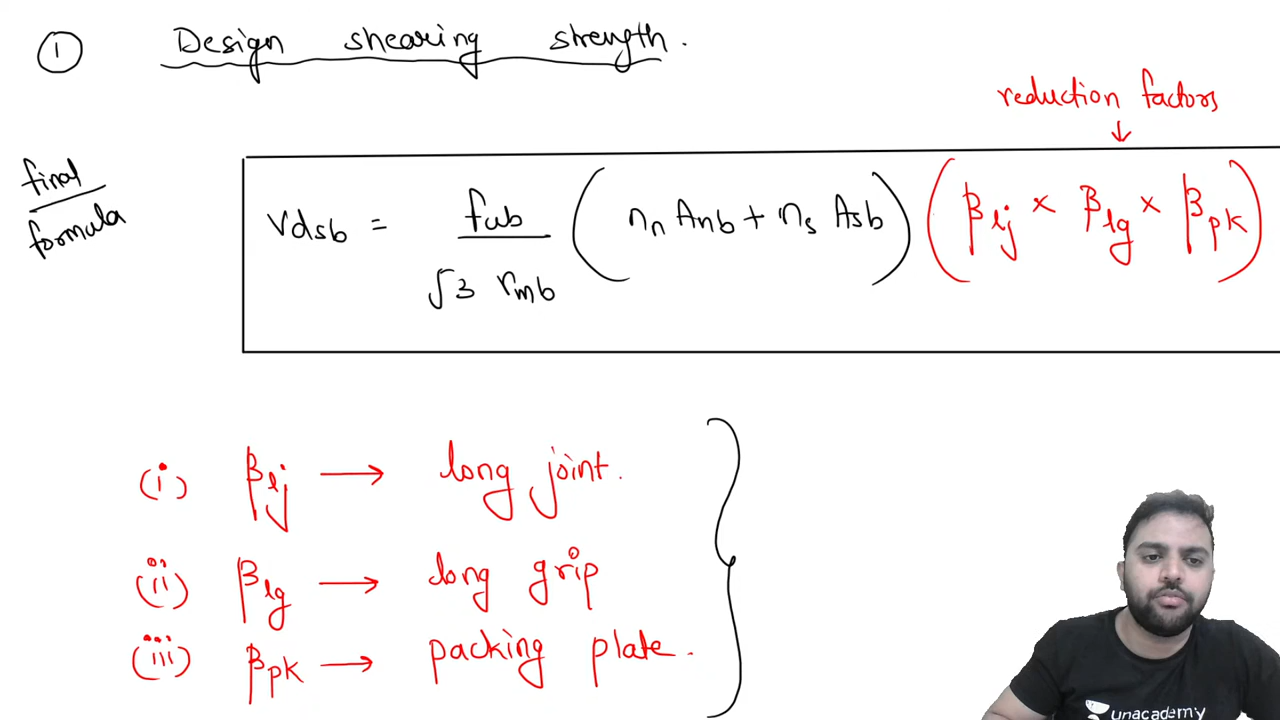 ① Design shearing strength.
reduction factors
↓
final
formula
Vdsb = fub / √3 γmb ( nn Anb + ns Asb ) ( βlj × βlg × βpk )
(i) βlj → long joint.
(ii) βlg → long grip
(iii) βpk → packing plate.
unacademy